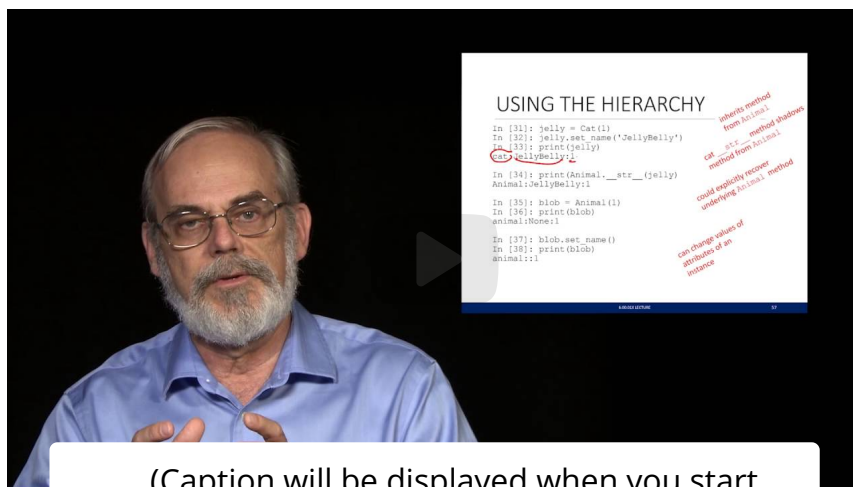 USING THE HIERARCHY
In [31]: jelly = Cat(1)
In [32]: jelly.set_name('JellyBelly')
In [33]: print(jelly)
cat:JellyBelly:1
In [34]: print(Animal.__str__(jelly)
Animal:JellyBelly:1
In [35]: blob = Animal(1)
In [36]: print(blob)
animal:None:1
In [37]: blob.set_name()
In [38]: print(blob)
animal::1
inherits method
from Animal
cat __str__ method shadows
method from Animal
could explicitly recover
underlying Animal method
can change values of
attributes of an
instance
LECTURE
57
(Caption will be displayed when you start